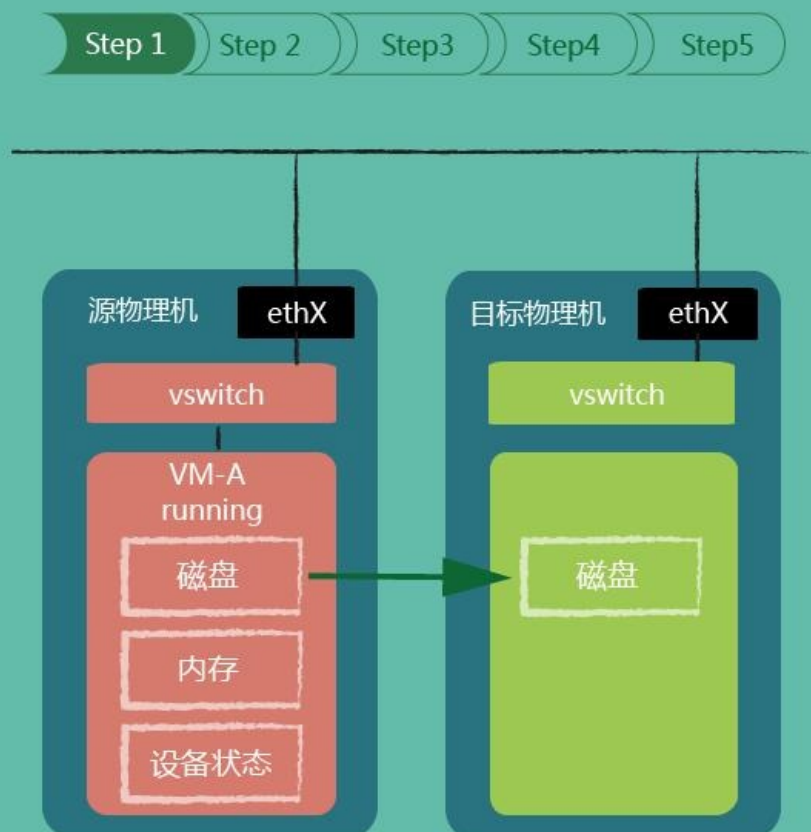 Step 1 Step 2 Step3 Step4 Step5
源物理机 ethX
目标物理机 ethX
vswitch
vswitch
VM-A
running
磁盘
内存
设备状态
磁盘